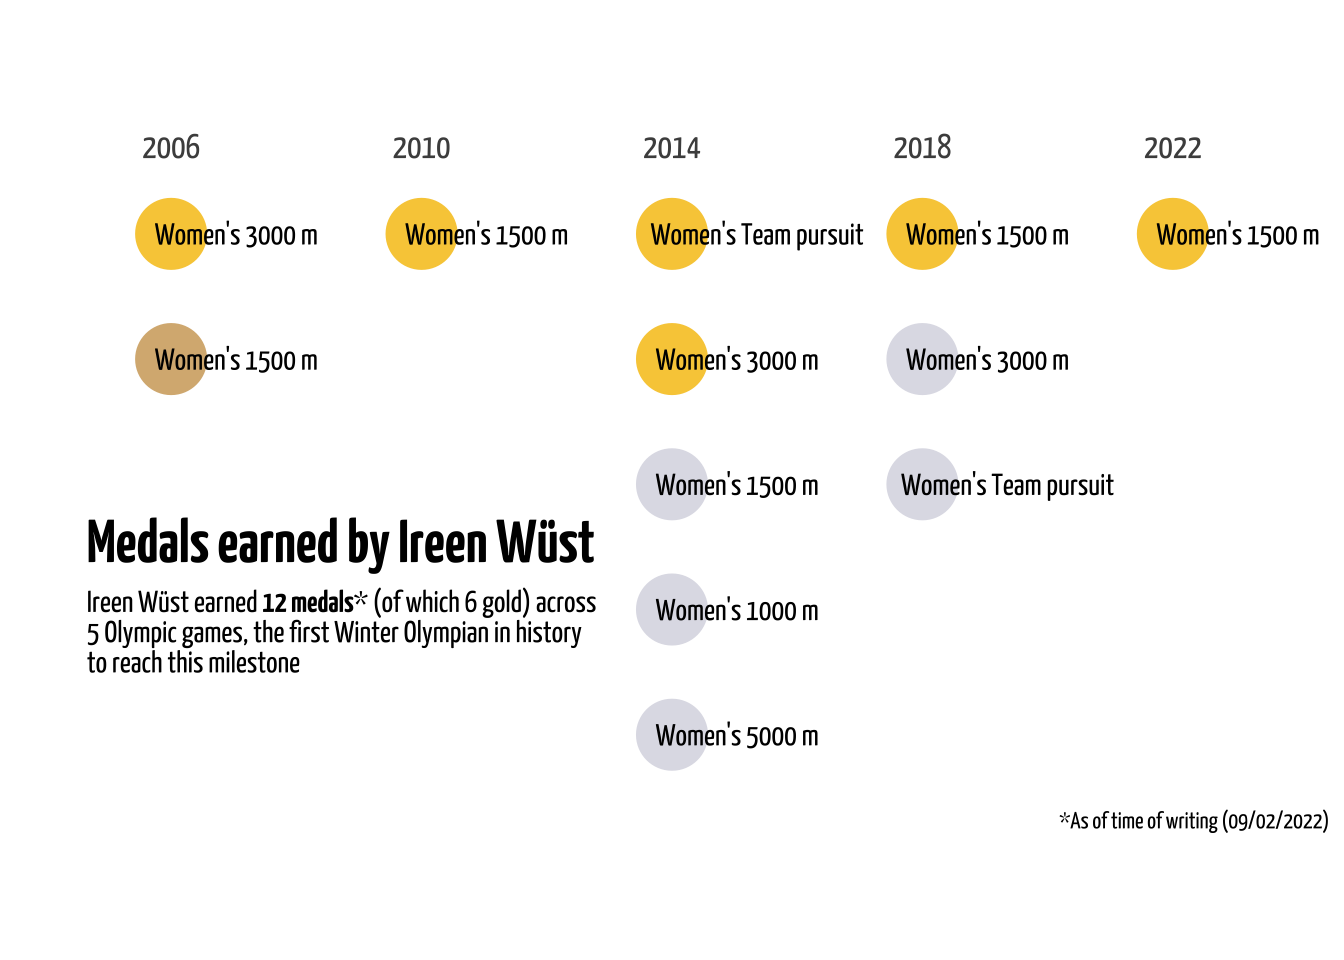 2006 2010 2014 2018 2022
Women's 3000 m Women's 1500 m Women's Team pursuit Women's 1500 m Women's 1500 m
Women's 1500 m Women's 3000 m Women's 3000 m
Women's 1500 m Women's Team pursuit
Medals earned by Ireen Wüst
Ireen Wüst earned 12 medals* (of which 6 gold) across
5 Olympic games, the first Winter Olympian in history
to reach this milestone
Women's 1000 m
Women's 5000 m
*As of time of writing (09/02/2022)